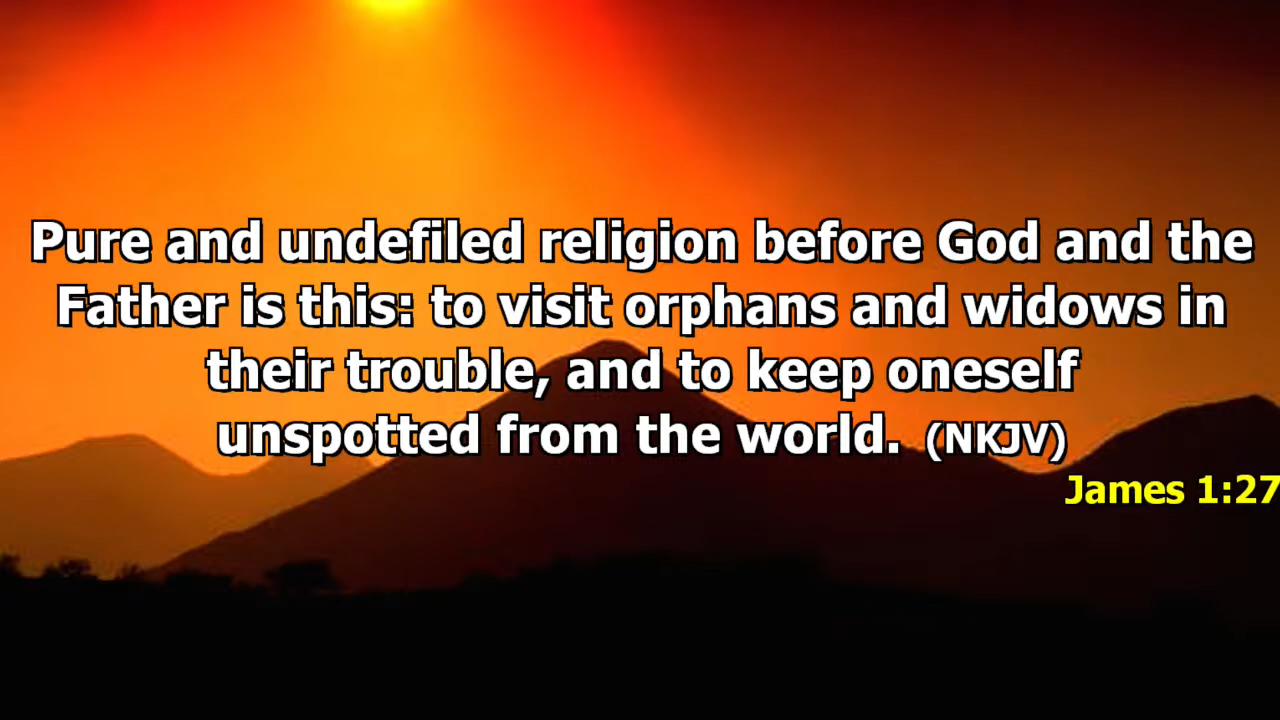 Pure and undefiled religion before God and the
Father is this: to visit orphans and widows in
their trouble, and to keep oneself
unspotted from the world. (NKJV)
James 1:27